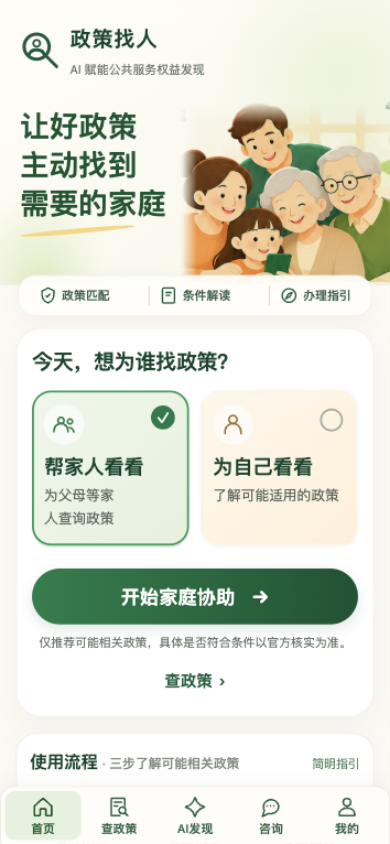 政策找人
AI 赋能公共服务权益发现
让好政策
主动找到
需要的家庭
政策匹配
条件解读
办理指引
今天，想为谁找政策？
帮家人看看
为父母等家
人查询政策
为自己看看
了解可能适用的政策
开始家庭协助 →
仅推荐可能相关政策，具体是否符合条件以官方核实为准。
查政策 ›
使用流程 · 三步了解可能相关政策
简明指引
首页
查政策
AI发现
咨询
我的